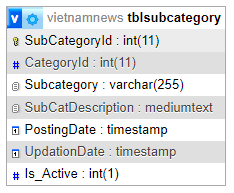 v vietnamnews tblsubcategory
SubCategoryId : int(11)
# CategoryId : int(11)
Subcategory : varchar(255)
SubCatDescription : mediumtext
PostingDate : timestamp
UpdationDate : timestamp
# Is_Active : int(1)